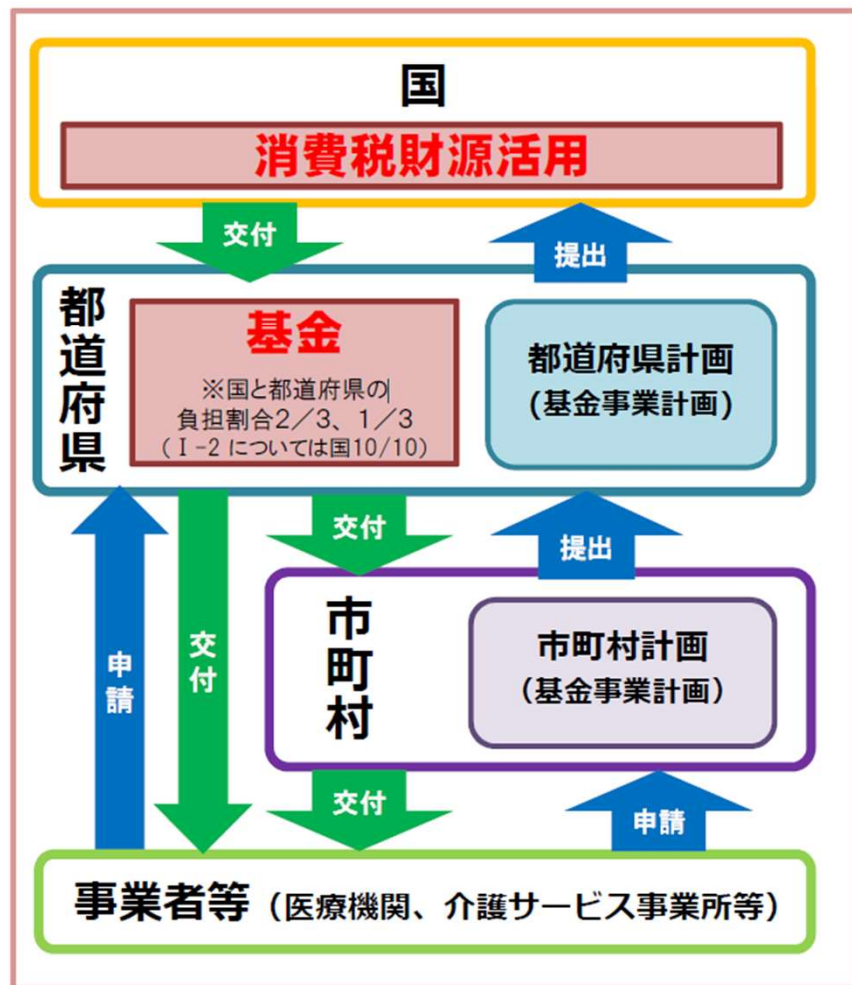 国
消費税財源活用
交付
提出
都道府県
基金
※国と都道府県の
負担割合2／3、1／3
(Ⅰ-2 については国10/10)
都道府県計画
(基金事業計画)
交付
提出
申請
交付
市町村
市町村計画
(基金事業計画)
交付
申請
事業者等（医療機関、介護サービス事業所等）